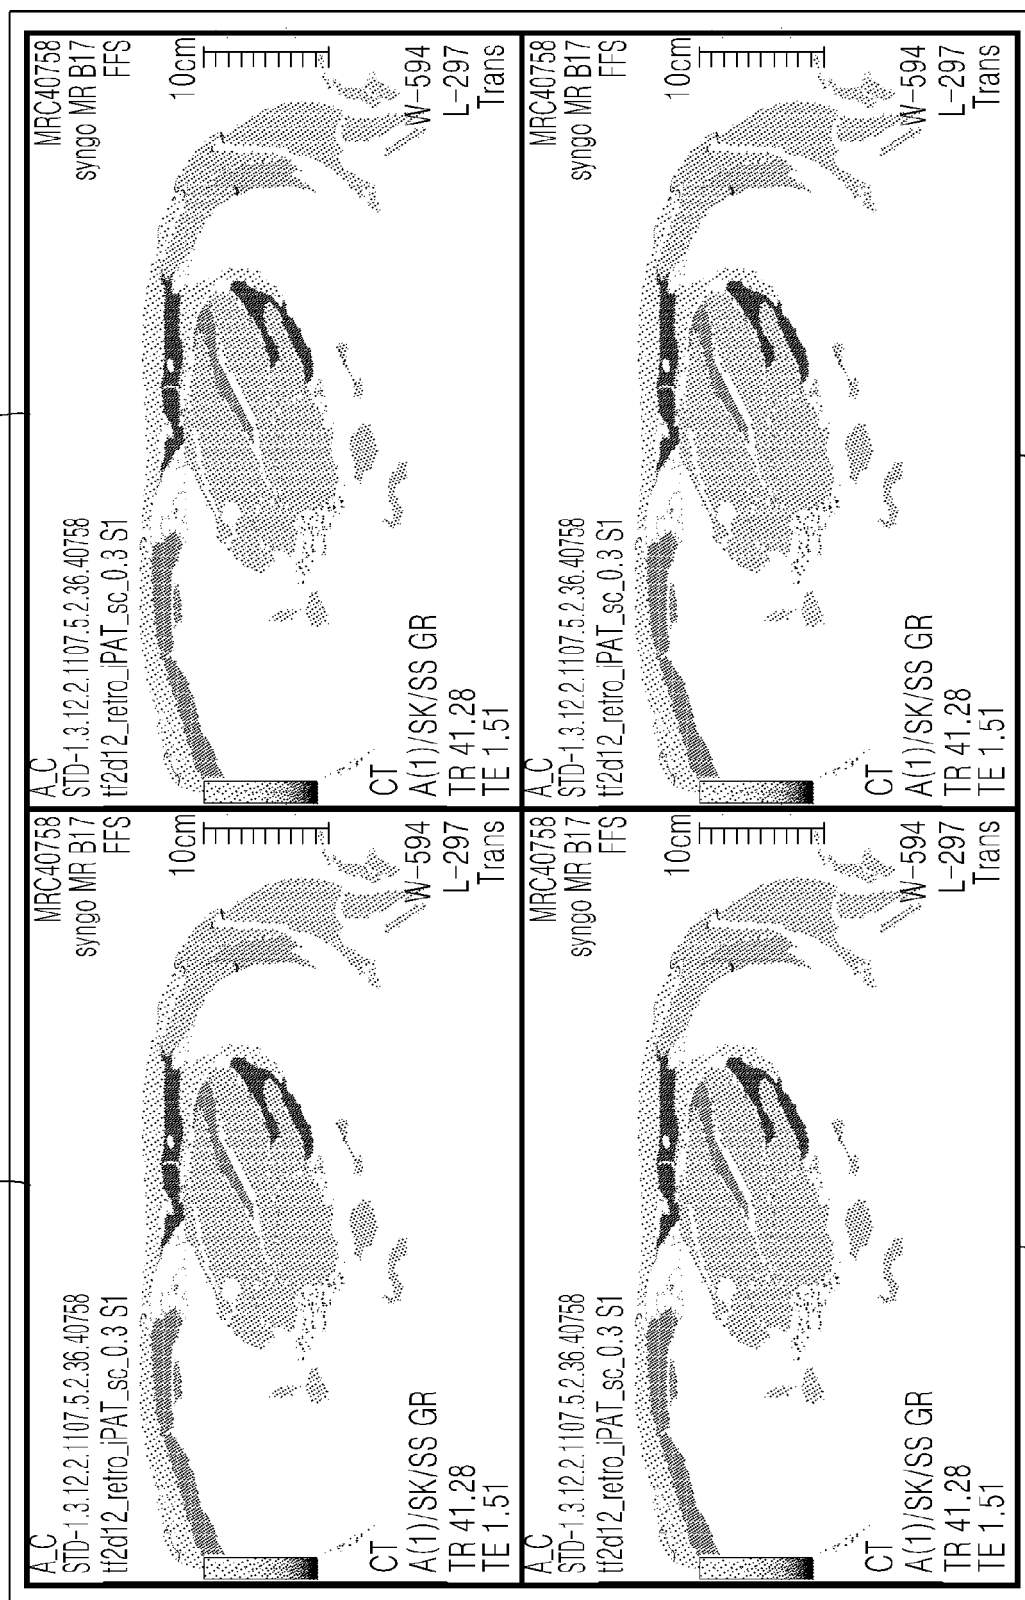 A_C
STD-1.3.12.2.1107.5.2.36.40758
tf2d12_retro_iPAT_sc_0.3 S1
MRC40758
syngo MR B17
FFS
10cm
CT
A(1)/SK/SS GR
TR 41.28
TE 1.51
W-594
L-297
Trans
A_C
STD-1.3.12.2.1107.5.2.36.40758
tf2d12_retro_iPAT_sc_0.3 S1
MRC40758
syngo MR B17
FFS
10cm
CT
A(1)/SK/SS GR
TR 41.28
TE 1.51
W-594
L-297
Trans
A_C
STD-1.3.12.2.1107.5.2.36.40758
tf2d12_retro_iPAT_sc_0.3 S1
MRC40758
syngo MR B17
FFS
10cm
CT
A(1)/SK/SS GR
TR 41.28
TE 1.51
W-594
L-297
Trans
A_C
STD-1.3.12.2.1107.5.2.36.40758
tf2d12_retro_iPAT_sc_0.3 S1
MRC40758
syngo MR B17
FFS
10cm
CT
A(1)/SK/SS GR
TR 41.28
TE 1.51
W-594
L-297
Trans